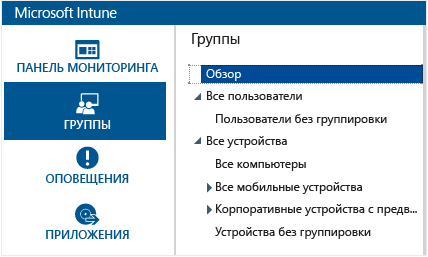 Microsoft Intune
ПАНЕЛЬ МОНИТОРИНГА
ГРУППЫ
ОПОВЕЩЕНИЯ
ПРИЛОЖЕНИЯ
Группы
Обзор
Все пользователи
Пользователи без группировки
Все устройства
Все компьютеры
Все мобильные устройства
Корпоративные устройства с предв...
Устройства без группировки